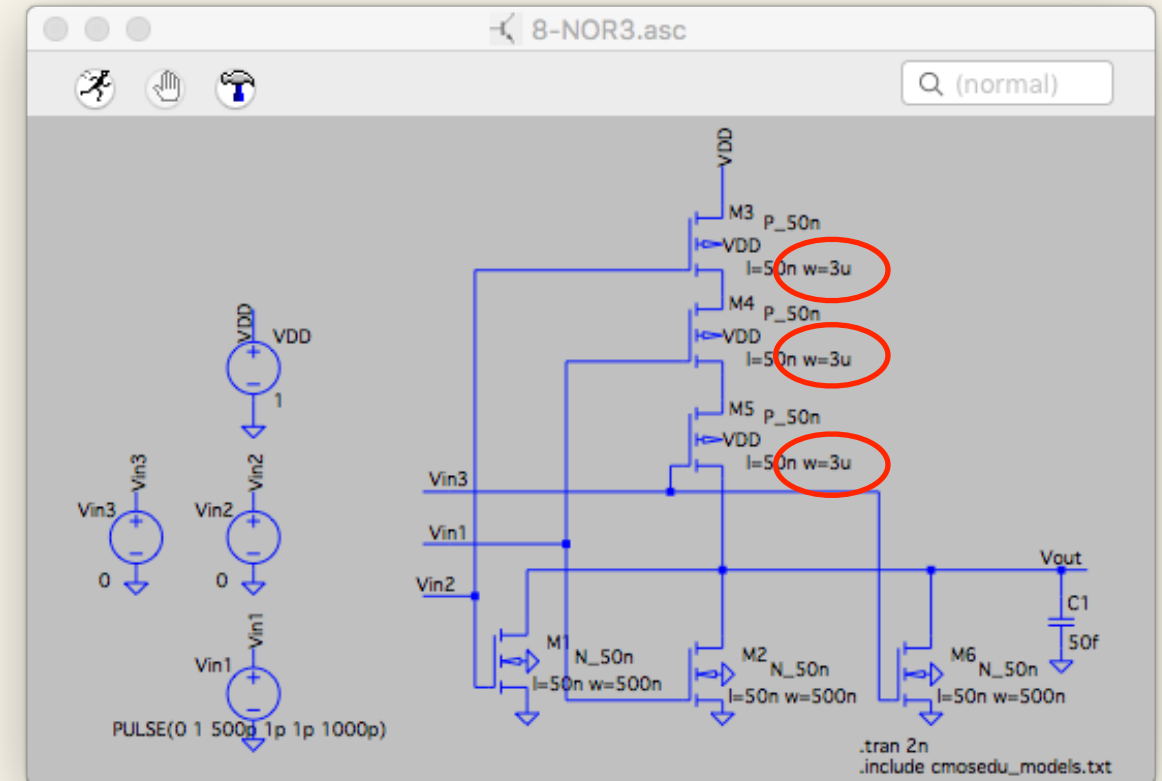 8-NOR3.asc
(normal)
VDD
M3
P_50n
VDD
l=50n w=3u
M4
P_50n
VDD
l=50n w=3u
M5
P_50n
VDD
l=50n w=3u
VDD
VDD
1
Vin3
Vin3
0
Vin2
Vin2
0
Vin1
Vin1
PULSE(0 1 500p 1p 1p 1000p)
Vin3
Vin1
Vin2
M1
N_50n
l=50n w=500n
M2
N_50n
l=50n w=500n
M6
N_50n
l=50n w=500n
Vout
C1
50f
.tran 2n
.include cmosedu_models.txt